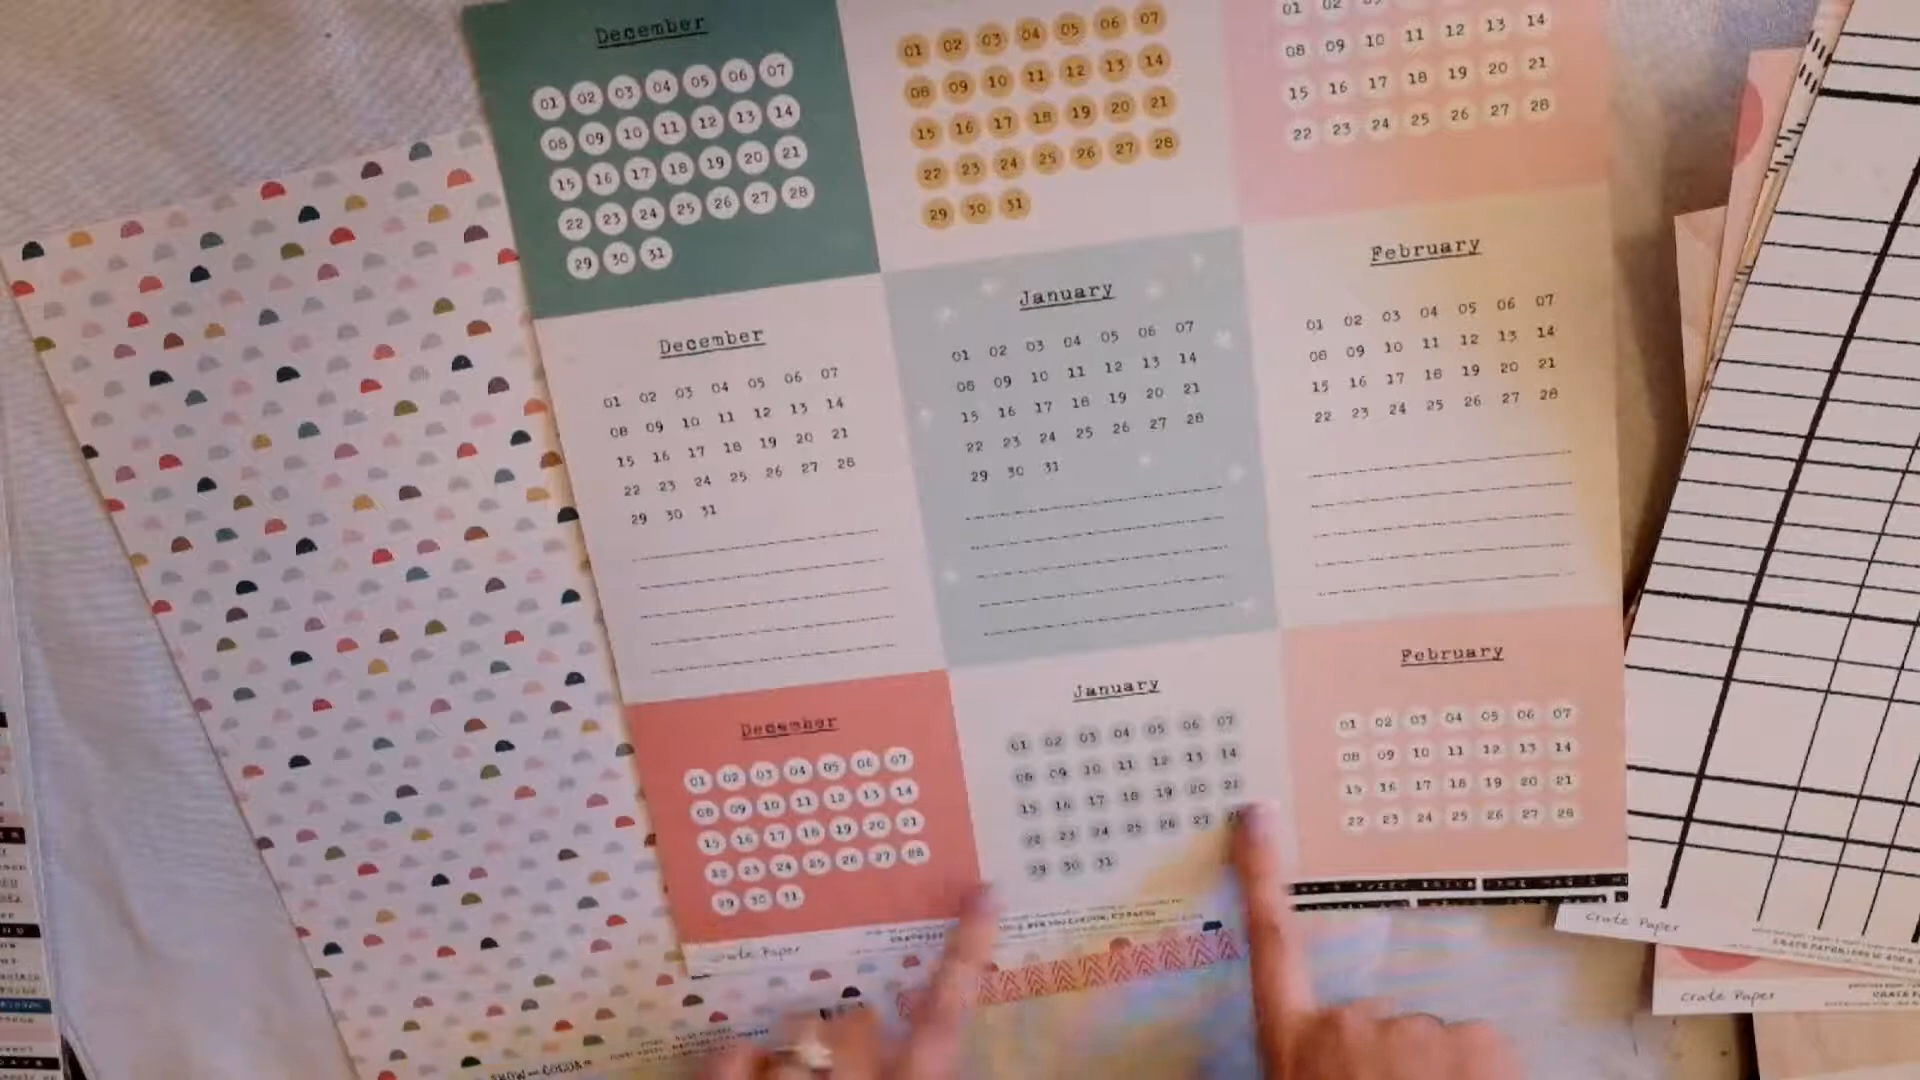 December
01 02 03 04 05 06 07
08 09 10 11 12 13 14
15 16 17 18 19 20 21
22 23 24 25 26 27 28
29 30 31
01 02 03 04 05 06 07
08 09 10 11 12 13 14
15 16 17 18 19 20 21
22 23 24 25 26 27 28
29 30 31
01 02
08 09 10 11 12 13 14
15 16 17 18 19 20 21
22 23 24 25 26 27 28
December
01 02 03 04 05 06 07
08 09 10 11 12 13 14
15 16 17 18 19 20 21
22 23 24 25 26 27 28
29 30 31
January
01 02 03 04 05 06 07
08 09 10 11 12 13 14
15 16 17 18 19 20 21
22 23 24 25 26 27 28
29 30 31
February
01 02 03 04 05 06 07
08 09 10 11 12 13 14
15 16 17 18 19 20 21
22 23 24 25 26 27 28
December
01 02 03 04 05 06 07
08 09 10 11 12 13 14
15 16 17 18 19 20 21
22 23 24 25 26 27 28
29 30 31
January
01 02 03 04 05 06 07
08 09 10 11 12 13 14
15 16 17 18 19 20 21
22 23 24 25 26 27
29 30 31
February
01 02 03 04 05 06 07
08 09 10 11 12 13 14
15 16 17 18 19 20 21
22 23 24 25 26 27 28
Crate Paper
Crate Paper
Crate Paper